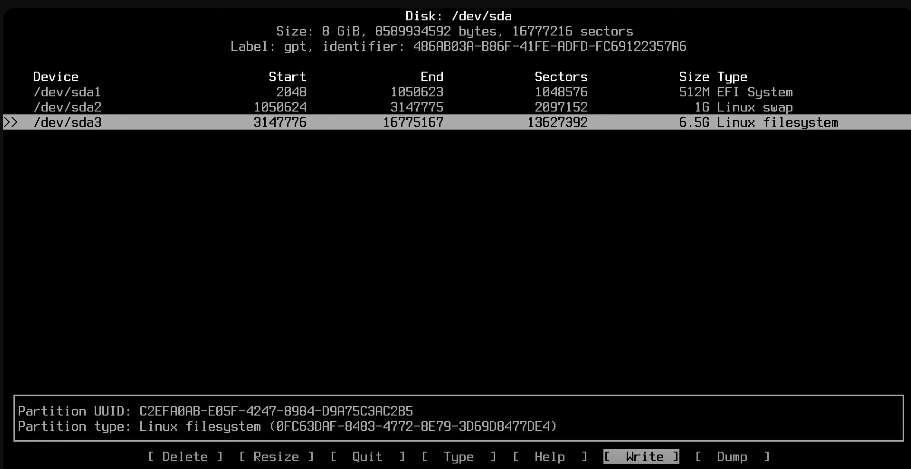 Disk: /dev/sda
Size: 8 GiB, 8589934592 bytes, 16777216 sectors
Label: gpt, identifier: 486AB03A-B86F-41FE-ADFD-FC69122357A6
Device Start End Sectors Size Type
/dev/sda1 2048 1050623 1048576 512M EFI System
/dev/sda2 1050624 3147775 2097152 1G Linux swap
>> /dev/sda3 3147776 16775167 13627392 6.5G Linux filesystem
Partition UUID: C2EFA0AB-E05F-4247-8984-D9A75C3AC2B5
Partition type: Linux filesystem (0FC63DAF-8483-4772-8E79-3D69D8477DE4)
[ Delete ] [ Resize ] [ Quit ] [ Type ] [ Help ] [ Write ] [ Dump ]